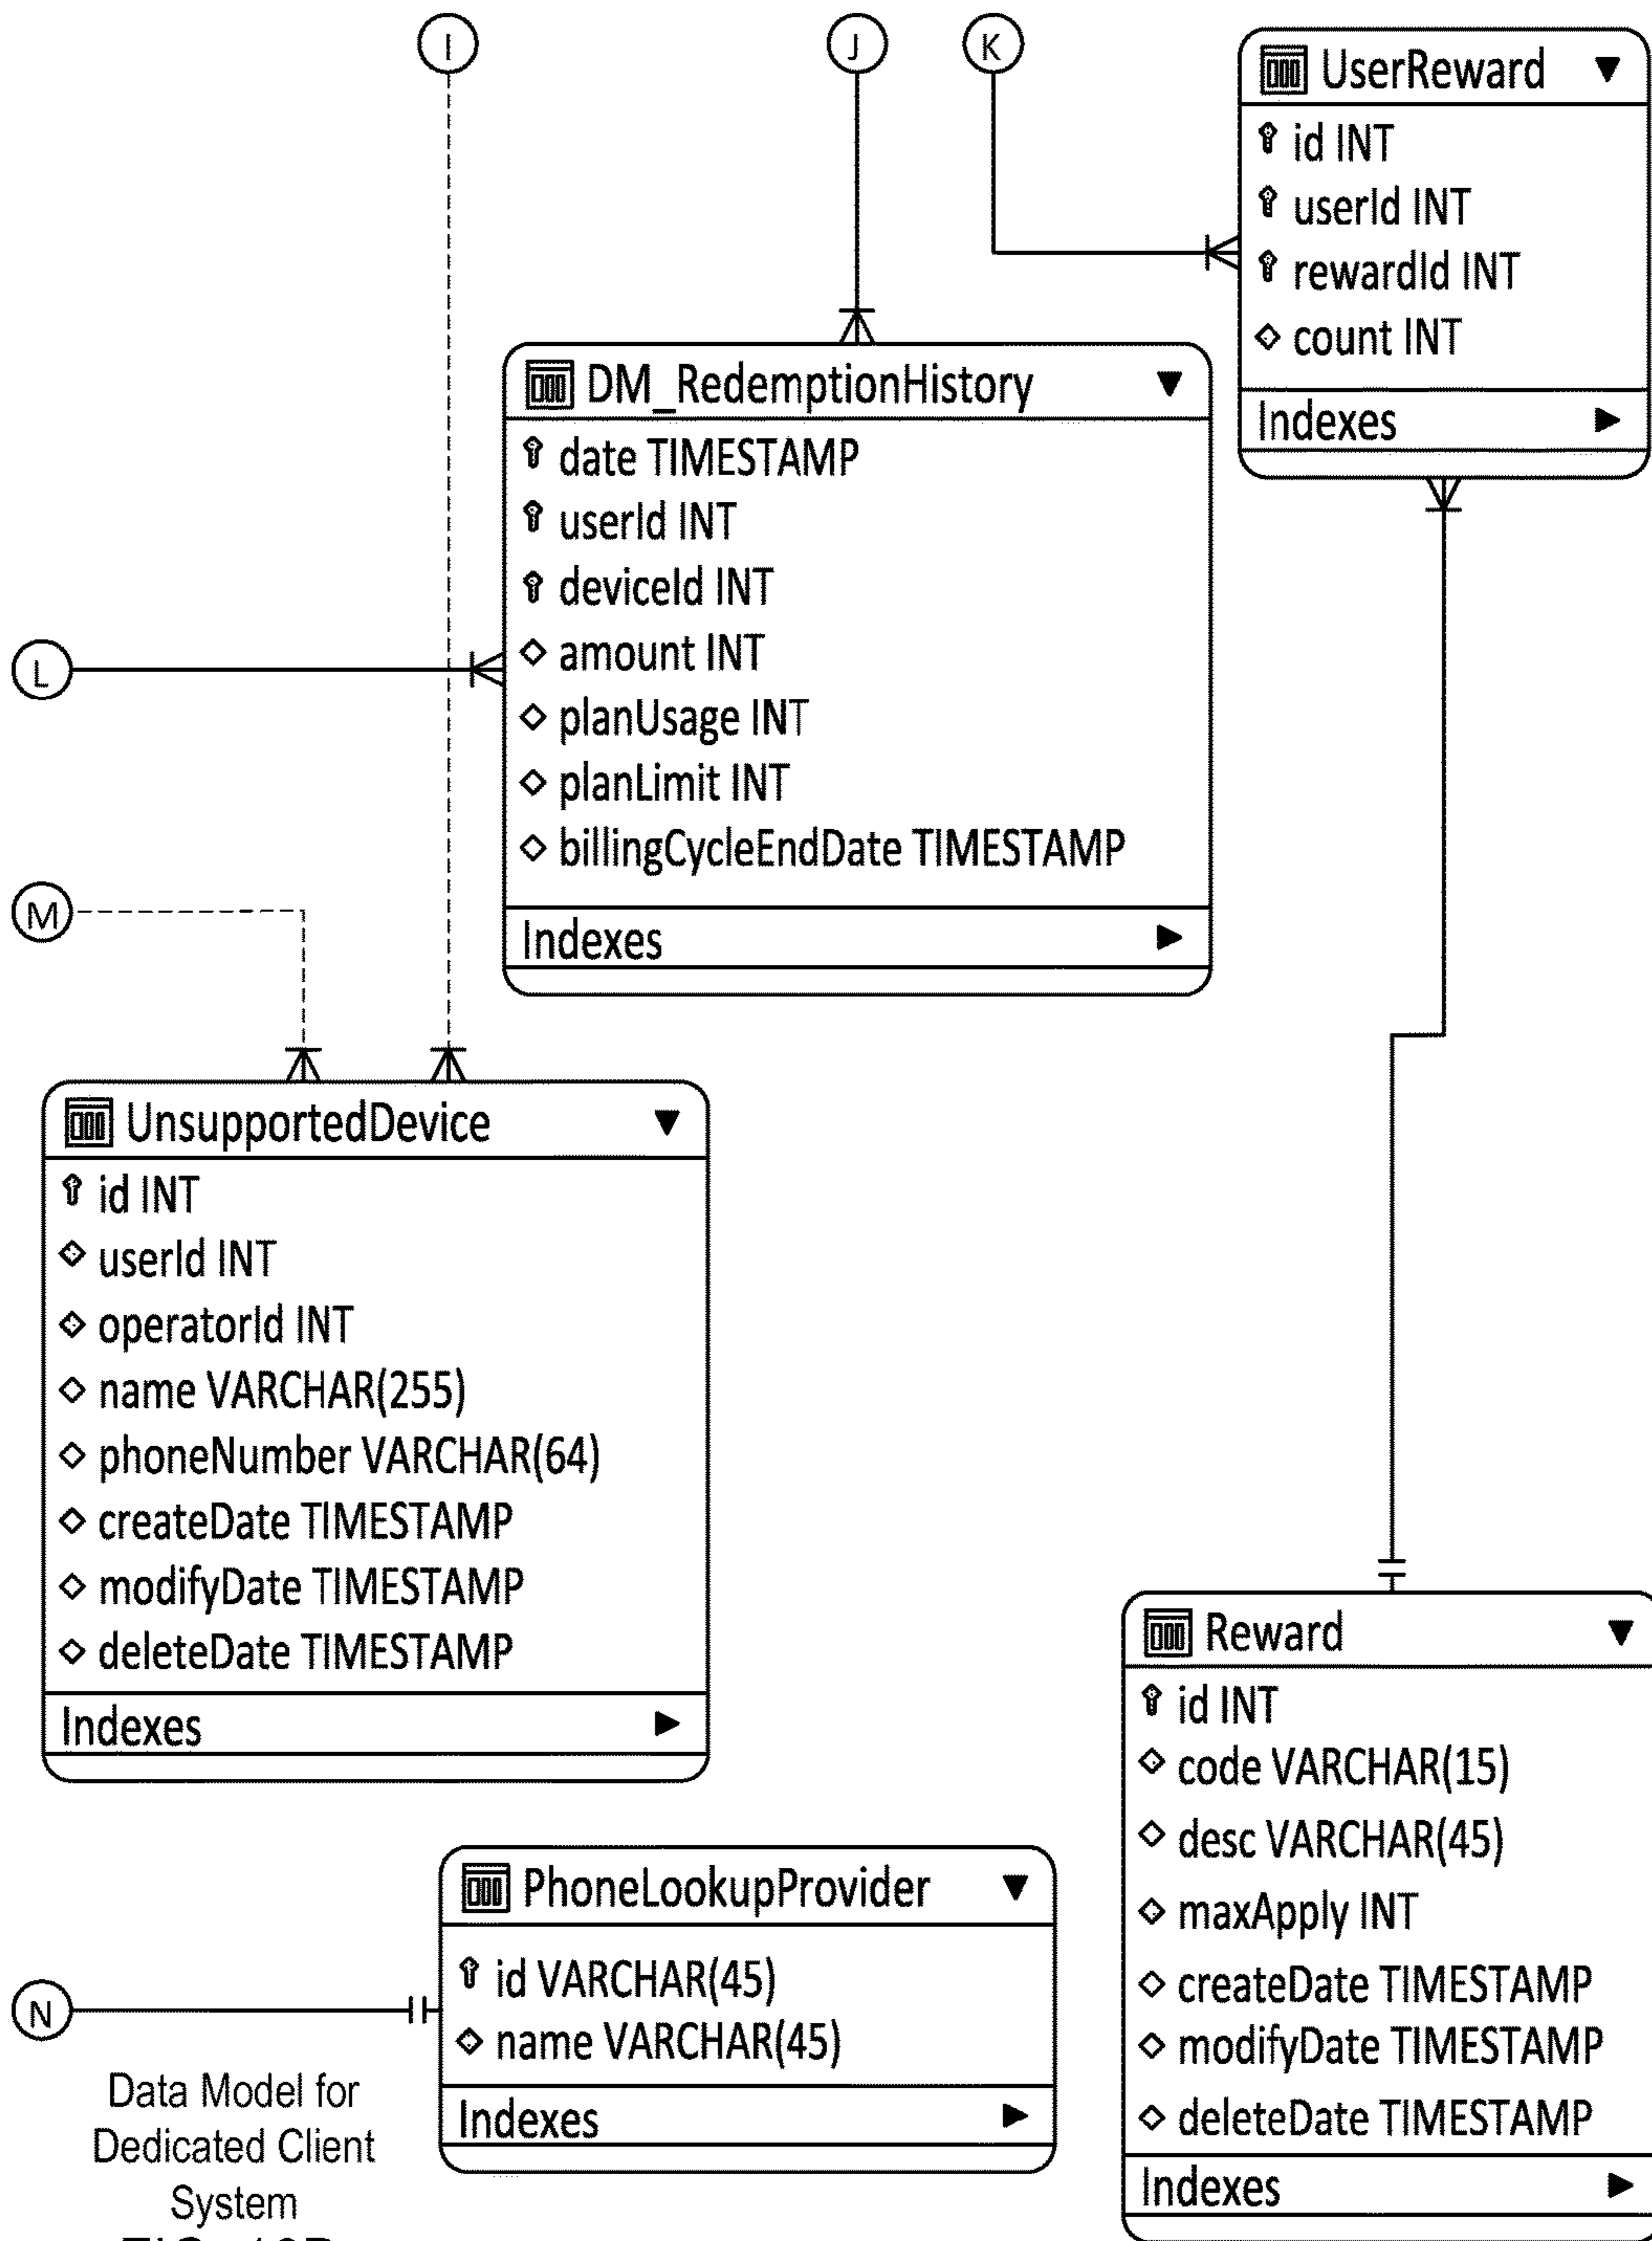 I
J
K
UserReward
id INT
userId INT
rewardId INT
count INT
Indexes
DM_RedemptionHistory
date TIMESTAMP
userId INT
deviceId INT
amount INT
planUsage INT
planLimit INT
billingCycleEndDate TIMESTAMP
Indexes
L
M
UnsupportedDevice
id INT
userId INT
operatorId INT
name VARCHAR(255)
phoneNumber VARCHAR(64)
createDate TIMESTAMP
modifyDate TIMESTAMP
deleteDate TIMESTAMP
Indexes
Reward
id INT
code VARCHAR(15)
desc VARCHAR(45)
maxApply INT
createDate TIMESTAMP
modifyDate TIMESTAMP
deleteDate TIMESTAMP
Indexes
PhoneLookupProvider
id VARCHAR(45)
name VARCHAR(45)
Indexes
N
Data Model for
Dedicated Client
System